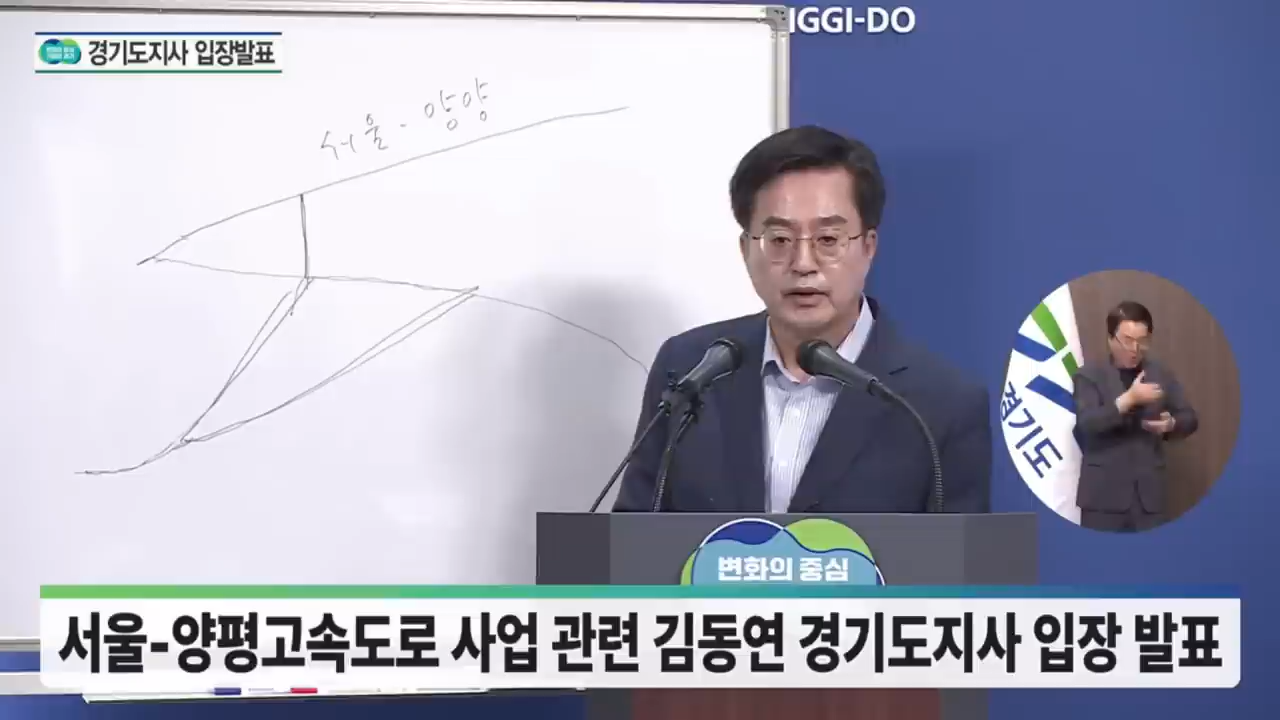 IGGI-DO
경기도지사 입장발표
서울-양양
경기도
변화의 중심
서울-양평고속도로 사업 관련 김동연 경기도지사 입장 발표